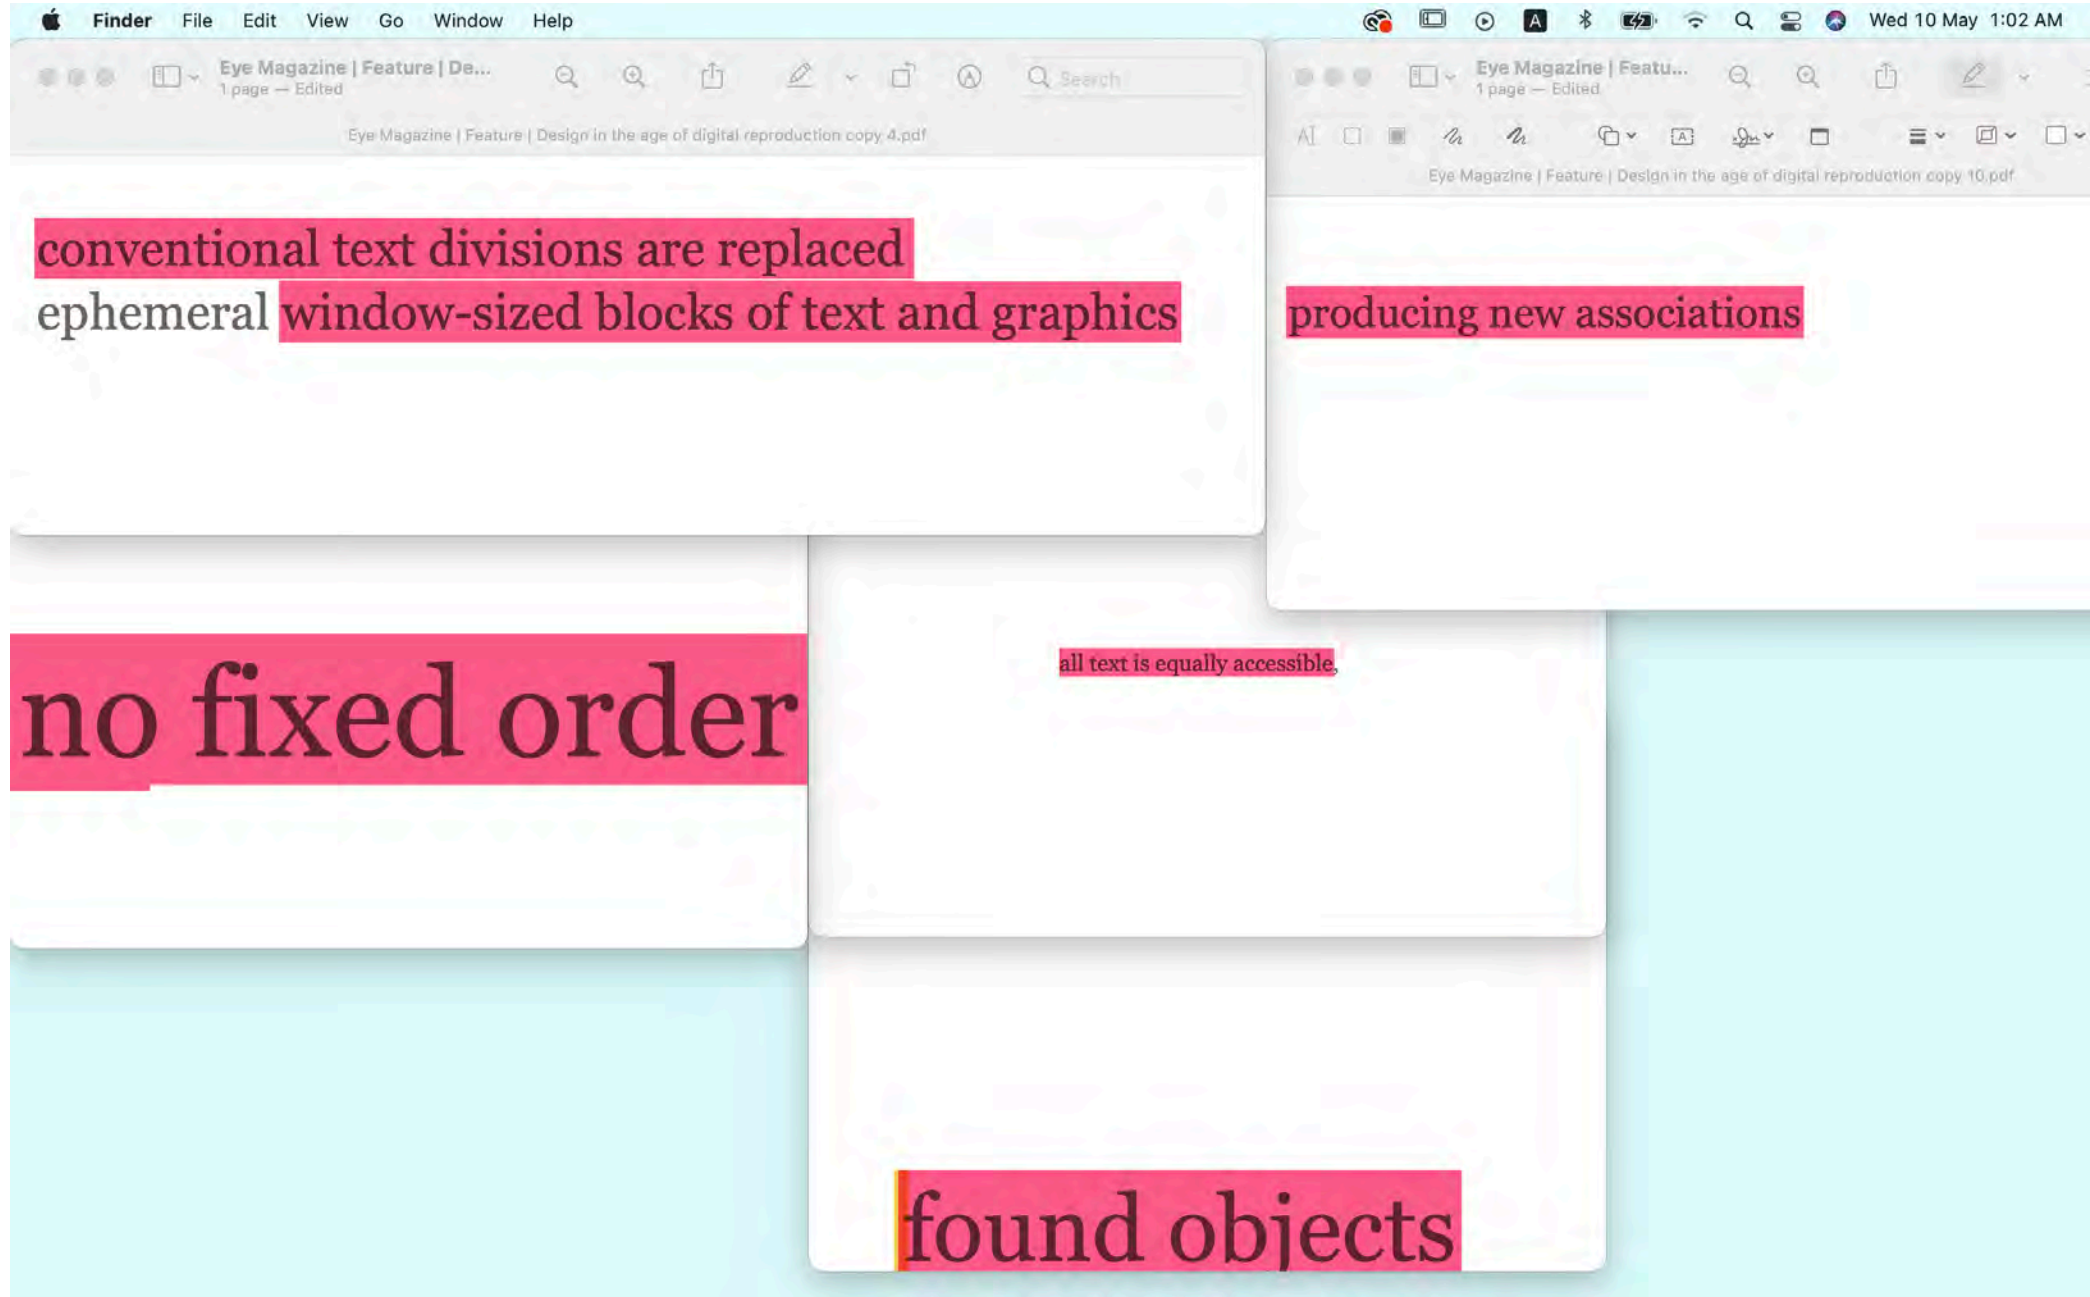 Finder File Edit View Go Window Help
A
Wed 10 May 1:02 AM
Eye Magazine | Feature | De...
1 page — Edited
Search
Eye Magazine | Feature | Design in the age of digital reproduction copy 4.pdf
conventional text divisions are replaced
ephemeral window-sized blocks of text and graphics
Eye Magazine | Featu...
1 page — Edited
Eye Magazine | Feature | Design in the age of digital reproduction copy 10.pdf
producing new associations
no fixed order
all text is equally accessible,
found objects